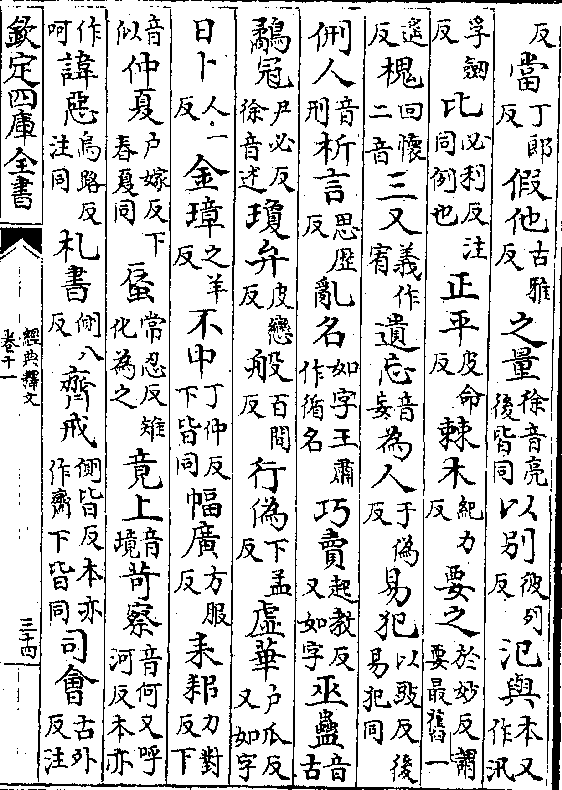 反當丁郎反假他古雅反之量徐音亮後皆同以别彼列反汜與本又作汎
孚劒反比必利反注同例也正平皮命反棘木紀力反要之於妙反謂要最舊一
遥反槐回懷二音三又義作宥遺忘音妄為人于偽反易犯以豉反後易犯同
侀人音刑析言思歷反亂名如字王肅作循名巧賣起教反又如字巫蠱音古
鷸冠尹必反徐音述瓊弁皮戀反般百間反行偽下孟反虚華户瓜反又如字
日卜人一反金璋之羊反不中丁仲反下皆同幅廣方服反耒耜力對反下
音似仲夏户嫁反下春夏同蜃常忍反雉化為之竟上音境苛察音何又呼河反本亦
作呵諱惡烏路反注同札書側八反齊戒側皆反本亦作齋下皆同司會古外反注
欽定四庫全書
經典釋文
卷十一
三十四